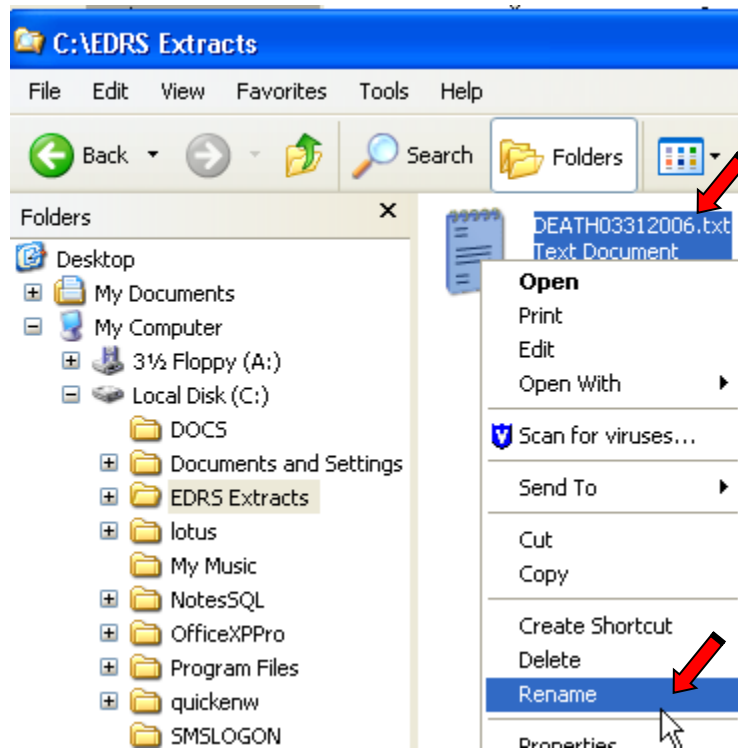 C:\EDRS Extracts
File Edit View Favorites Tools Help
Back Search Folders
Folders
Desktop
My Documents
My Computer
3½ Floppy (A:)
Local Disk (C:)
DOCS
Documents and Settings
EDRS Extracts
lotus
My Music
NotesSQL
OfficeXPPro
Program Files
quickenw
SMSLOGON
DEATH03312006.txt
Text Document
Open
Print
Edit
Open With
Scan for viruses...
Send To
Cut
Copy
Create Shortcut
Delete
Rename
Properties